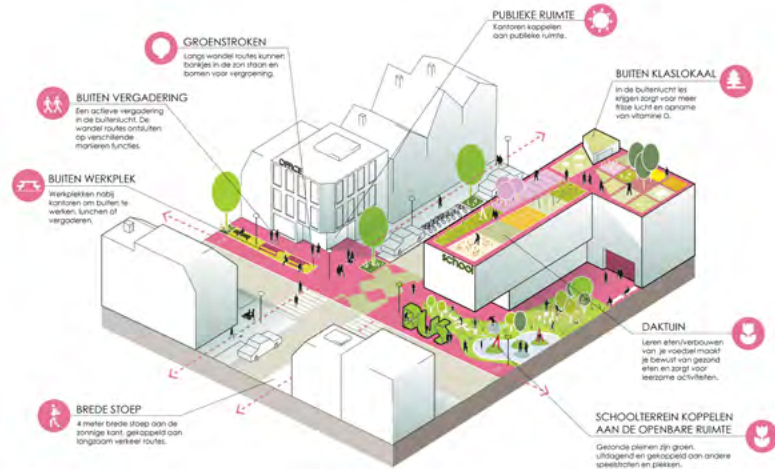 PUBLIEKE RUIMTE
Kantoren koppelen
aan publieke ruimte.
GROENSTROKEN
Langs wandel routes kunnen
bankjes in de zon staan en
bomen voor vergroening.
BUITEN KLASLOKAAL
In de buitenlucht les
krijgen zorgt voor meer
frisse lucht en opname
van vitamine D.
BUITEN VERGADERING
Een actieve vergadering
in de buitenlucht. De
wandel routes ontsluiten
op verschillende
manieren functies.
BUITEN WERKPLEK
Werkplekken nabij
kantoren om buiten te
werken, lunchen of
vergaderen.
OFFICE
school
DAKTUIN
Leren eten/verbouwen
van je voedsel maakt
je bewust van gezond
eten en zorgt voor
leerzame activiteiten.
BREDE STOEP
4 meter brede stoep aan de
zonnige kant, gekoppeld aan
langzaam verkeer routes.
SCHOOLTERREIN KOPPELEN
AAN DE OPENBARE RUIMTE
Gezonde pleinen zijn groen,
uitdagend en gekoppeld aan andere
speelstraten en plekken.